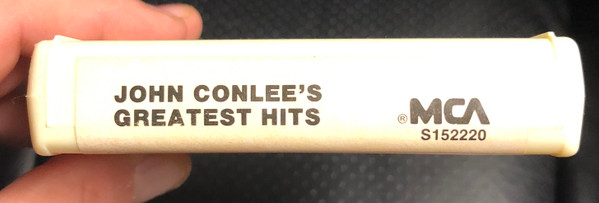 JOHN CONLEE'S
GREATEST HITS
® MCA
S152220